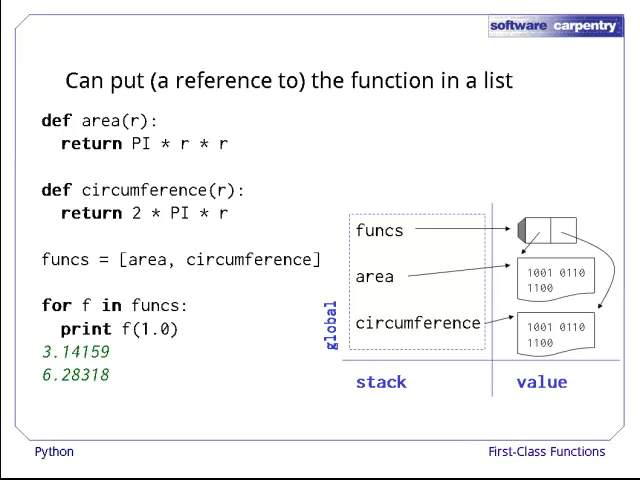 software carpentry
Can put (a reference to) the function in a list
def area(r):
return PI * r * r
def circumference(r):
return 2 * PI * r
funcs = [area, circumference]
for f in funcs:
print f(1.0)
3.14159
6.28318
global
funcs
area
circumference
1001 0110
1100
1001 0110
1100
stack
value
Python
First-Class Functions